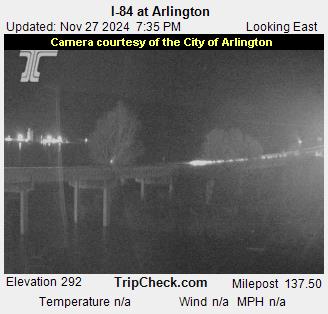 I-84 at Arlington
Updated: Nov 27 2024 7:35 PM Looking East
Camera courtesy of the City of Arlington
Elevation 292 TripCheck.com Milepost 137.50
Temperature n/a Wind n/a MPH n/a